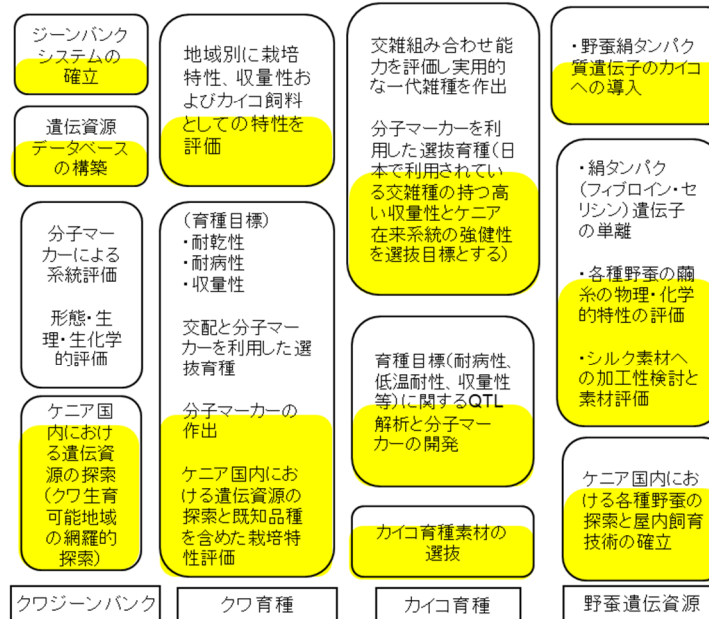 ジーンバンク
システムの
確立
遺伝資源
データベース
の構築
分子マー
カーによる
系統評価
形態・生
理・生化学
的評価
ケニア国
内におけ
る遺伝資
源の探索
(クワ生育
可能地域
の網羅的
探索)
クワジーンバンク
地域別に栽培
特性、収量性お
よびカイコ飼料
としての特性を
評価
(育種目標)
・耐乾性
・耐病性
・収量性
交配と分子マー
カーを利用した選
抜育種
分子マーカーの
作出
ケニア国内にお
ける遺伝資源の
探索と既知品種
を含めた栽培特
性評価
クワ育種
交雑組み合わせ能
力を評価し実用的
な一代雑種を作出
分子マーカーを利
用した選抜育種(日
本で利用されてい
る交雑種の持つ高
い収量性とケニア
在来系統の強健性
を選抜目標とする)
育種目標(耐病性、
低温耐性、収量性
等)に関するQTL
解析と分子マー
カーの開発
カイコ育種素材の
選抜
カイコ育種
・野蚕絹タンパク
質遺伝子のカイコ
への導入
・絹タンパク
(フィブロイン・セ
リシン)遺伝子
の単離
・各種野蚕の繭
糸の物理・化学
的特性の評価
・シルク素材へ
の加工性検討と
素材評価
ケニア国内にお
ける各種野蚕の
探索と屋内飼育
技術の確立
野蚕遺伝資源